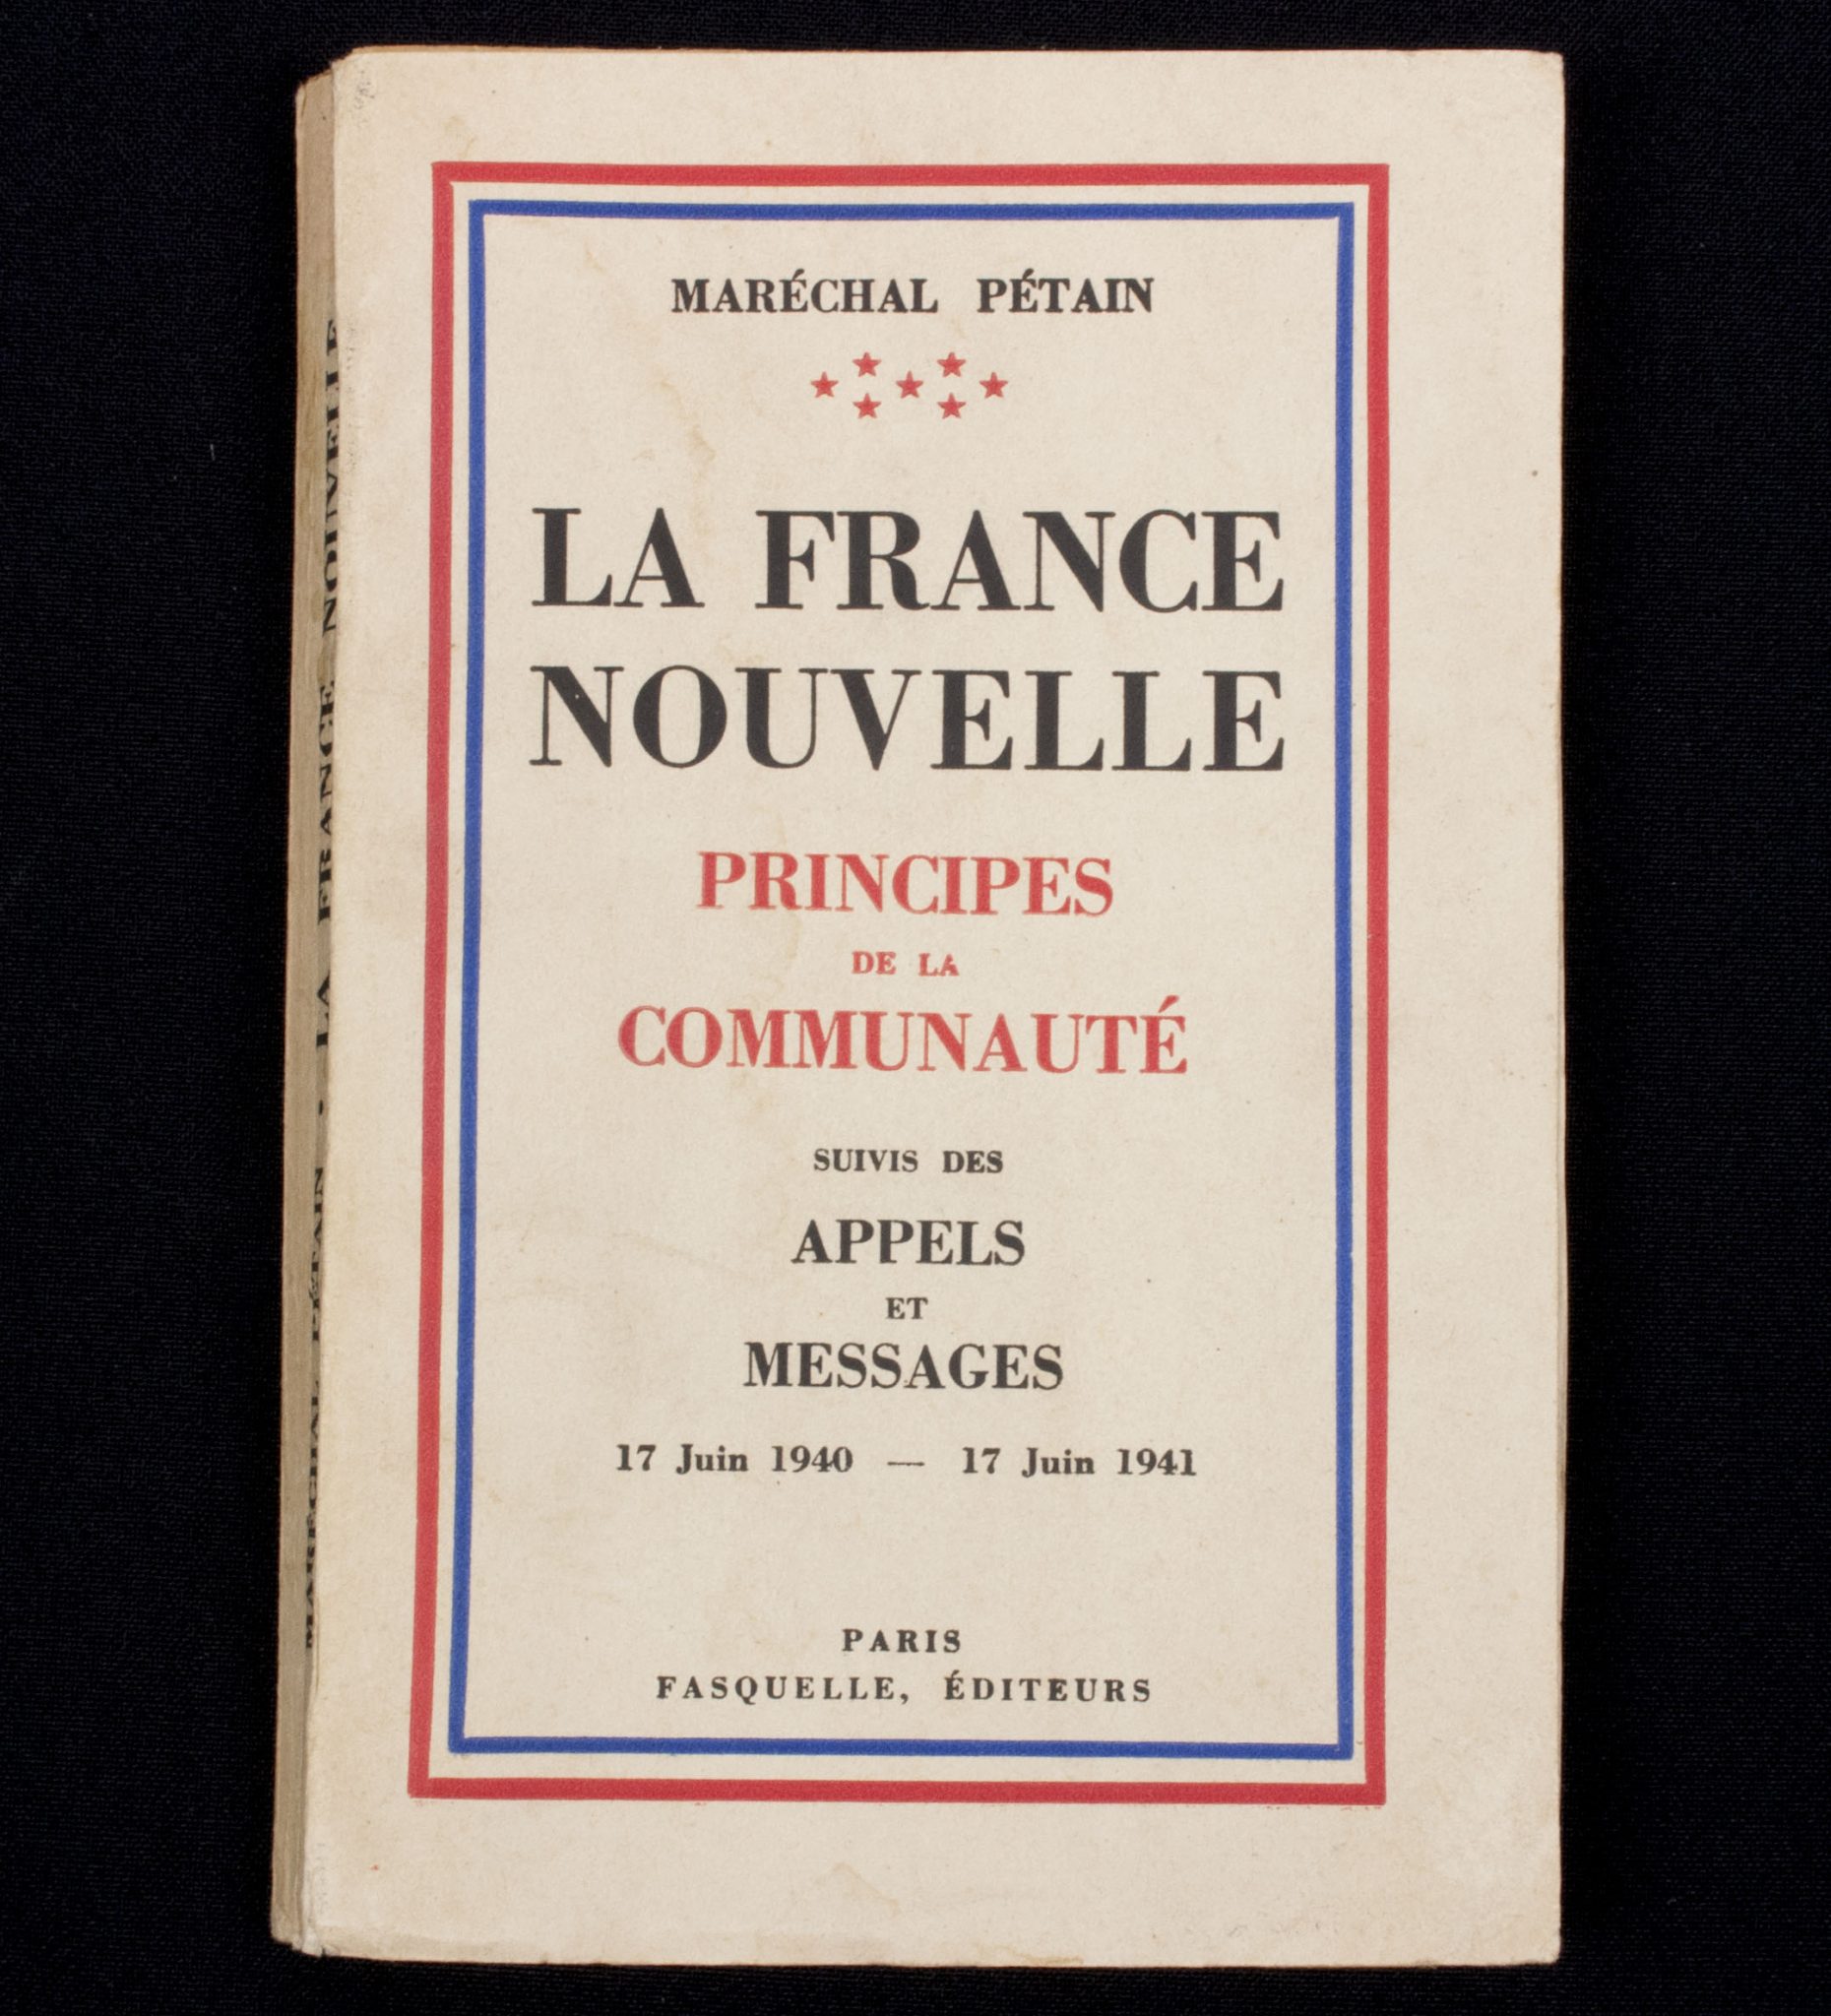 MARÉCHAL PÉTAIN
LA FRANCE
NOUVELLE
PRINCIPES
DE LA
COMMUNAUTÉ
SUIVIS DES
APPELS
ET
MESSAGES
17 Juin 1940 — 17 Juin 1941
PARIS
FASQUELLE, ÉDITEURS
MARÉCHAL PÉTAIN . LA FRANCE NOUVELLE